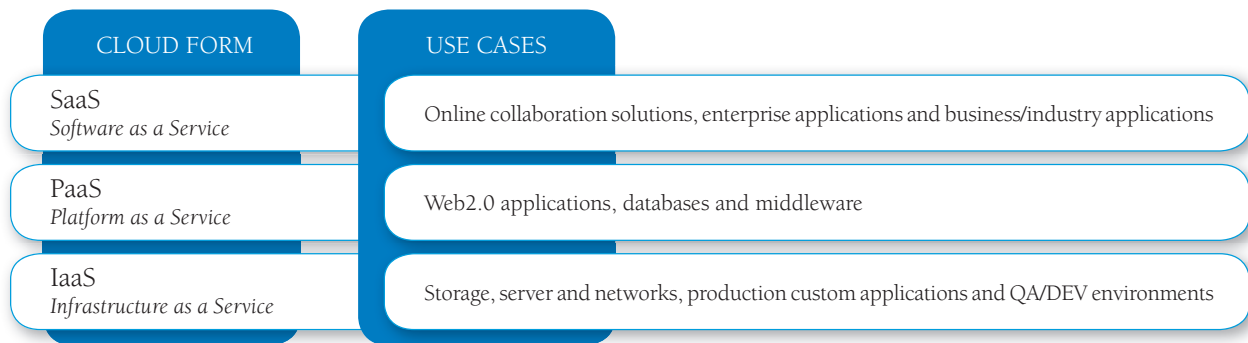 CLOUD FORM
USE CASES
SaaS
Software as a Service
Online collaboration solutions, enterprise applications and business/industry applications
PaaS
Platform as a Service
Web2.0 applications, databases and middleware
IaaS
Infrastructure as a Service
Storage, server and networks, production custom applications and QA/DEV environments